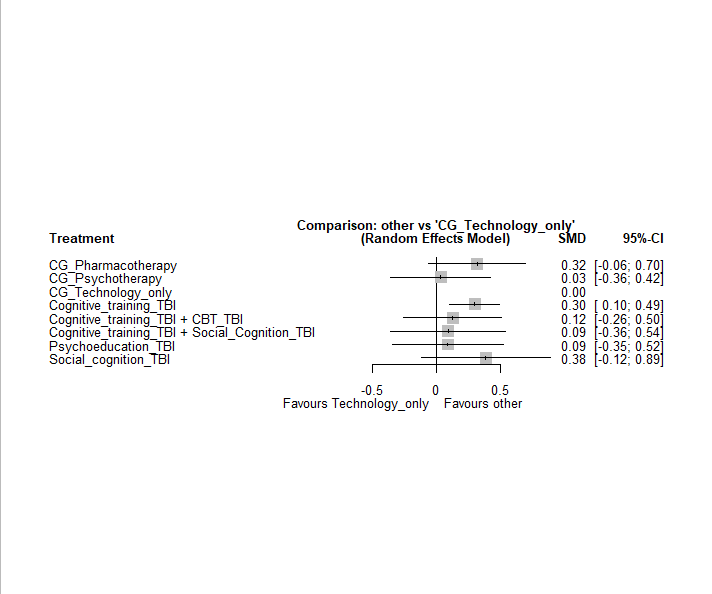 Comparison: other vs 'CG_Technology_only'
Treatment (Random Effects Model) SMD 95%-CI
CG_Pharmacotherapy 0.32 [-0.06; 0.70]
CG_Psychotherapy 0.03 [-0.36; 0.42]
CG_Technology_only 0.00
Cognitive_training_TBI 0.30 [ 0.10; 0.49]
Cognitive_training_TBI + CBT_TBI 0.12 [-0.26; 0.50]
Cognitive_training_TBI + Social_Cognition_TBI 0.09 [-0.36; 0.54]
Psychoeducation_TBI 0.09 [-0.35; 0.52]
Social_cognition_TBI 0.38 [-0.12; 0.89]
-0.5 0 0.5
Favours Technology_only Favours other